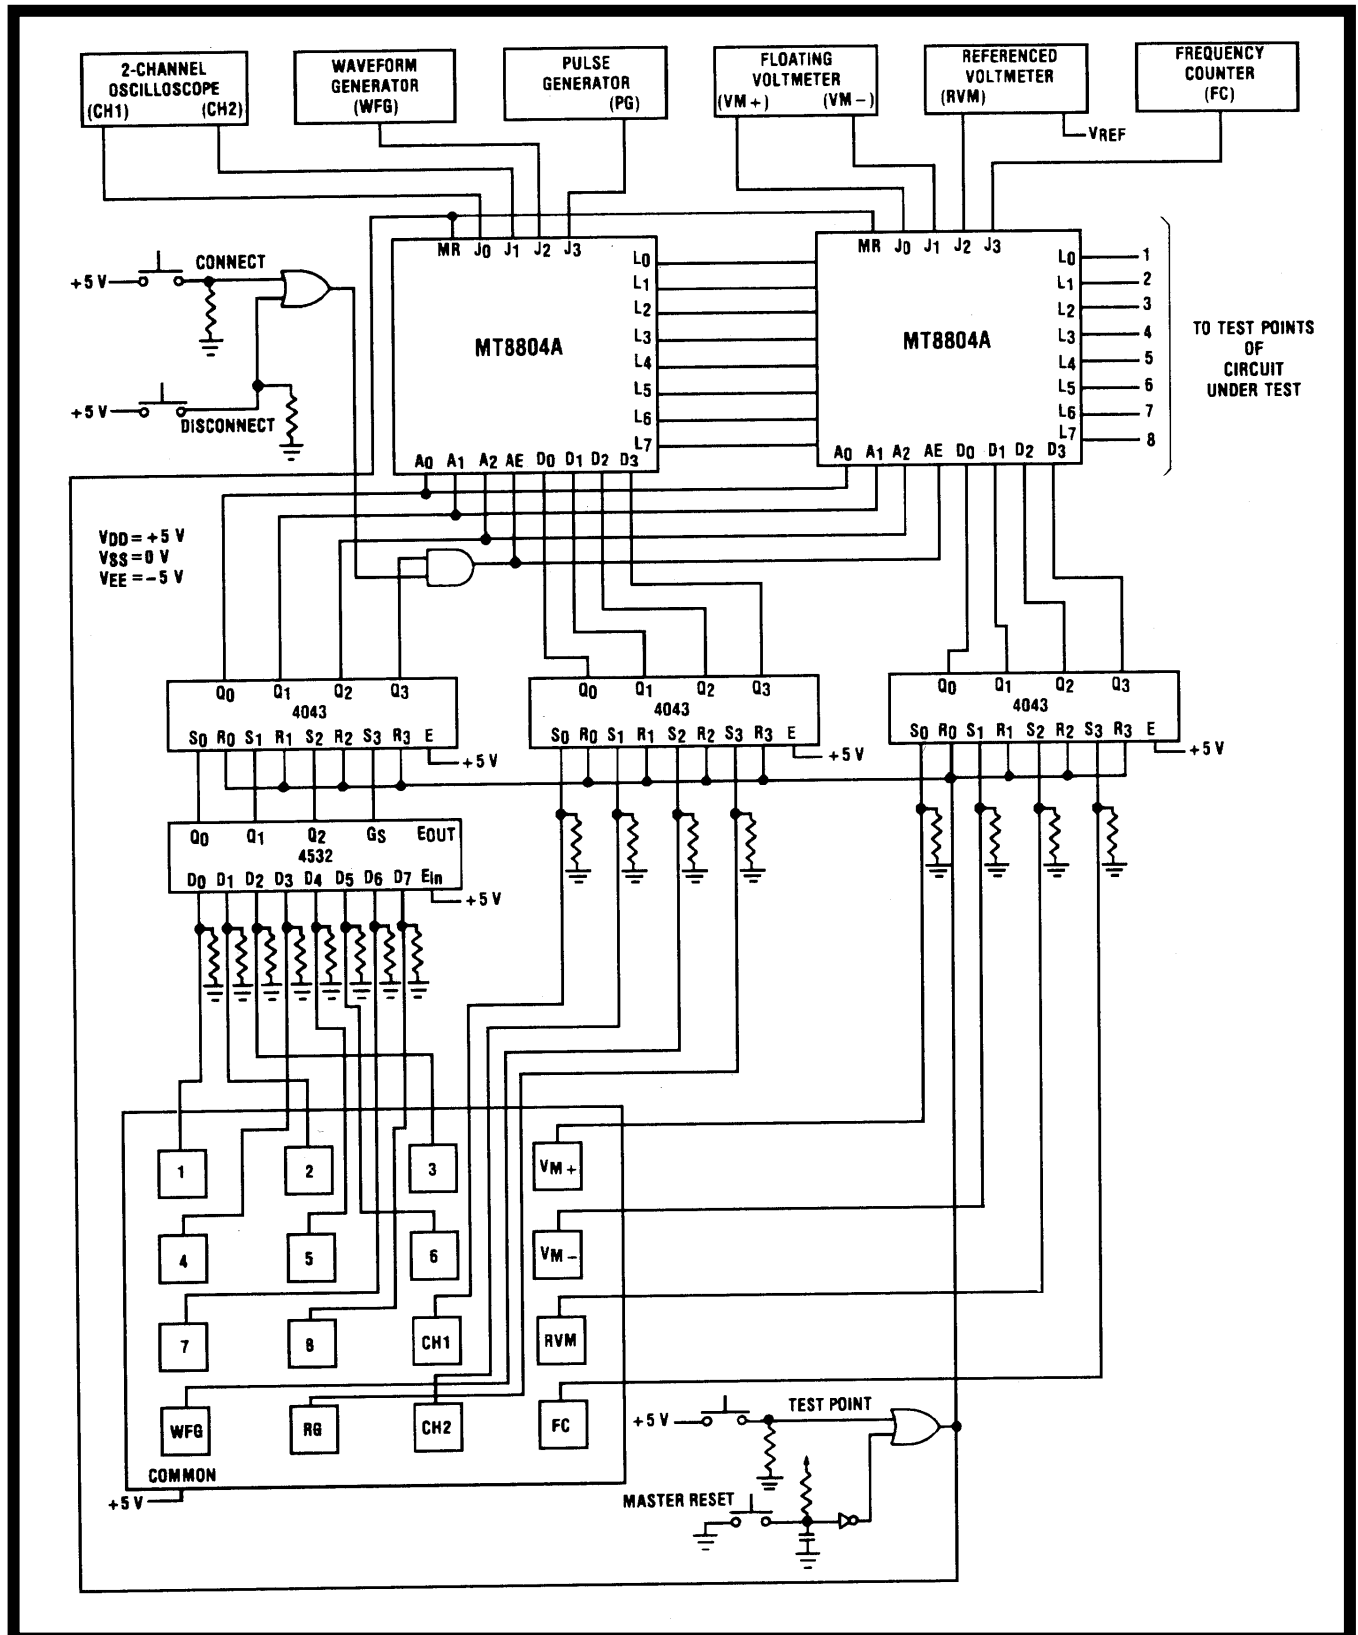 2-CHANNEL
OSCILLOSCOPE
(CH1) (CH2)
WAVEFORM
GENERATOR
(WFG)
PULSE
GENERATOR
(PG)
FLOATING
VOLTMETER
(VM+) (VM-)
REFERENCED
VOLTMETER
(RVM)
FREQUENCY
COUNTER
(FC)
VREF
MR J0 J1 J2 J3
MR J0 J1 J2 J3
+5 V CONNECT
+5 V DISCONNECT
L0
L1
L2
L3
L4
L5
L6
L7
MT8804A
A0 A1 A2 AE D0 D1 D2 D3
MT8804A
L0 1
L1 2
L2 3
L3 4
L4 5
L5 6
L6 7
L7 8
A0 A1 A2 AE D0 D1 D2 D3
TO TEST POINTS
OF
CIRCUIT
UNDER TEST
VDD = +5 V
VSS = 0 V
VEE = -5 V
Q0 Q1 Q2 Q3
4043
S0 R0 S1 R1 S2 R2 S3 R3 E
+5 V
Q0 Q1 Q2 Q3
4043
S0 R0 S1 R1 S2 R2 S3 R3 E
+5 V
Q0 Q1 Q2 Q3
4043
S0 R0 S1 R1 S2 R2 S3 R3 E
+5 V
Q0 Q1 Q2 GS EOUT
4532
D0 D1 D2 D3 D4 D5 D6 D7 Ein
+5 V
1 2 3 VM+
4 5 6 VM-
7 8 CH1 RVM
WFG RG CH2 FC
COMMON
+5 V
+5 V TEST POINT
MASTER RESET